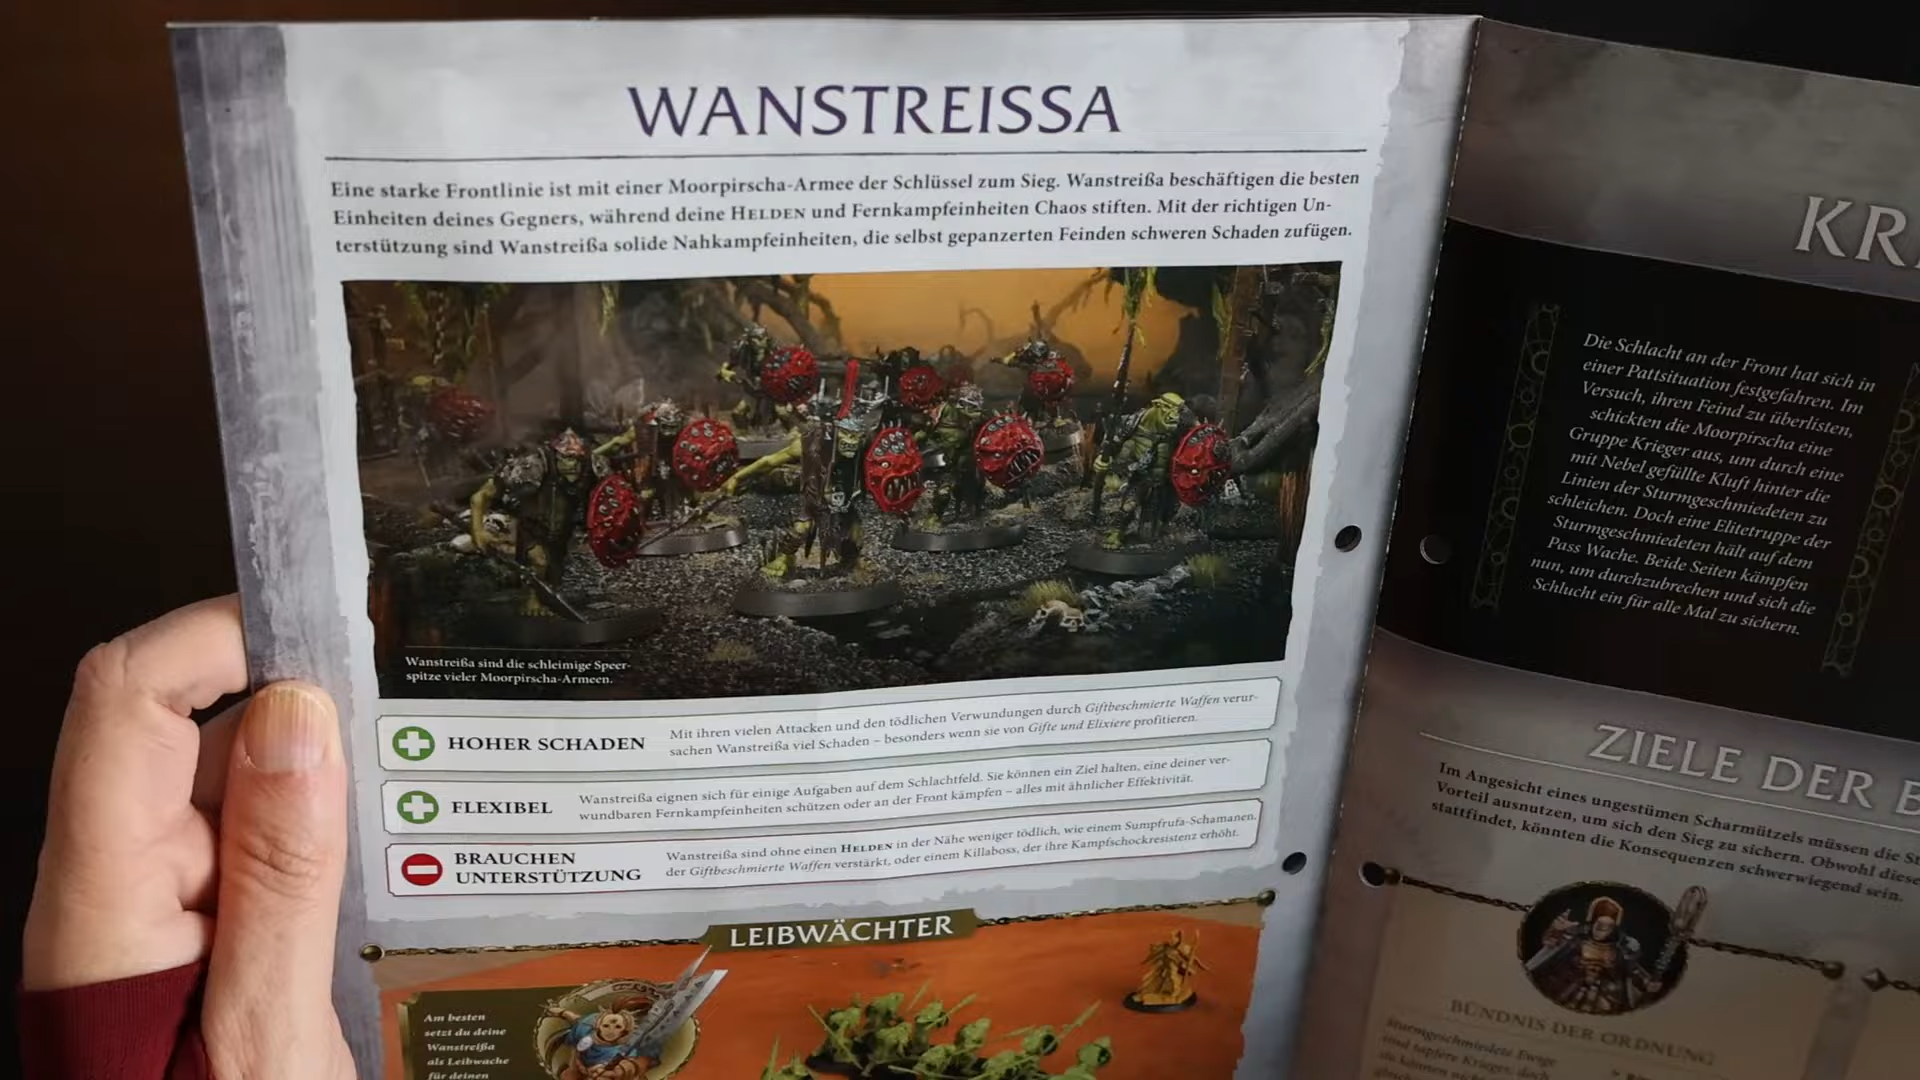 WANSTREISSA
Eine starke Frontlinie ist mit einer Moorpirscha-Armee der Schlüssel zum Sieg. Wanstreißa beschäftigen die besten
Einheiten deines Gegners, während deine HELDEN und Fernkampfeinheiten Chaos stiften. Mit der richtigen Un-
terstützung sind Wanstreißa solide Nahkampfeinheiten, die selbst gepanzerten Feinden schweren Schaden zufügen.
Wanstreißa sind die schleimige Speer-
spitze vieler Moorpirscha-Armeen.
HOHER SCHADEN
Mit ihren vielen Attacken und den tödlichen Verwundungen durch Giftbeschmierte Waffen verur-
sachen Wanstreißa viel Schaden – besonders wenn sie von Gifte und Elixiere profitieren.
FLEXIBEL
Wanstreißa eignen sich für einige Aufgaben auf dem Schlachtfeld. Sie können ein Ziel halten, eine deiner ver-
wundbaren Fernkampfeinheiten schützen oder an der Front kämpfen – alles mit ähnlicher Effektivität.
BRAUCHEN
UNTERSTÜTZUNG
Wanstreißa sind ohne einen HELDEN in der Nähe weniger tödlich, wie einem Sumpfrufa-Schamanen,
der Giftbeschmierte Waffen verstärkt, oder einem Killaboss, der ihre Kampfschockresistenz erhöht.
LEIBWÄCHTER
Am besten
setzt du deine
Wanstreißa
als Leibwache
für deinen
KR
Die Schlacht an der Front hat sich in
einer Pattsituation festgefahren. Im
Versuch, ihren Feind zu überlisten,
schickten die Moorpirscha eine
Gruppe Krieger aus, um durch eine
mit Nebel gefüllte Kluft hinter die
Linien der Sturmgeschmiedeten zu
schleichen. Doch eine Elitetruppe der
Sturmgeschmiedeten hält auf dem
Pass Wache. Beide Seiten kämpfen
nun, um durchzubrechen und sich die
Schlucht ein für alle Mal zu sichern.
ZIELE DER B
Im Angesicht eines ungestümen Scharmützels müssen die St
Vorteil ausnutzen, um sich den Sieg zu sichern. Obwohl diese
stattfindet, könnten die Konsequenzen schwerwiegend sein.
BÜNDNIS DER ORDNUNG
Sturmgeschmiedete Ewige
sind tapfere Krieger, doch